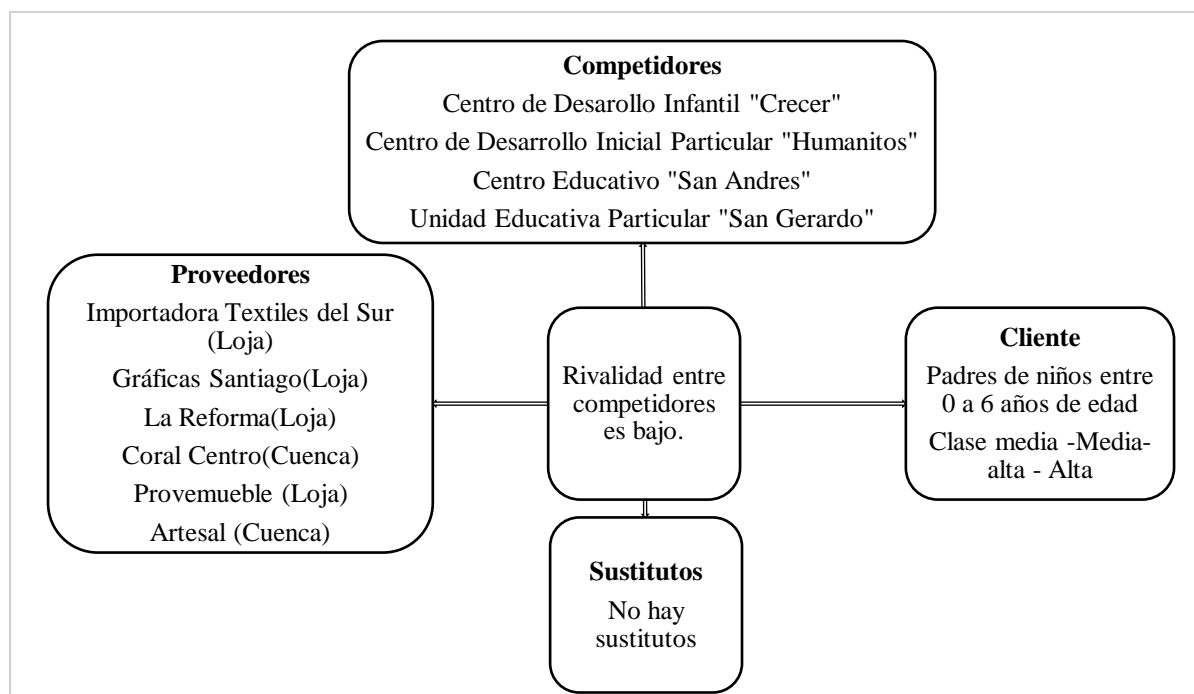 Competidores
Centro de Desarollo Infantil "Crecer"
Centro de Desarrollo Inicial Particular "Humanitos"
Centro Educativo "San Andres"
Unidad Educativa Particular "San Gerardo"
Proveedores
Importadora Textiles del Sur
(Loja)
Gráficas Santiago(Loja)
La Reforma(Loja)
Coral Centro(Cuenca)
Provemueble (Loja)
Artesal (Cuenca)
Rivalidad entre
competidores
es bajo.
Cliente
Padres de niños entre
0 a 6 años de edad
Clase media -Media-
alta - Alta
Sustitutos
No hay
sustitutos